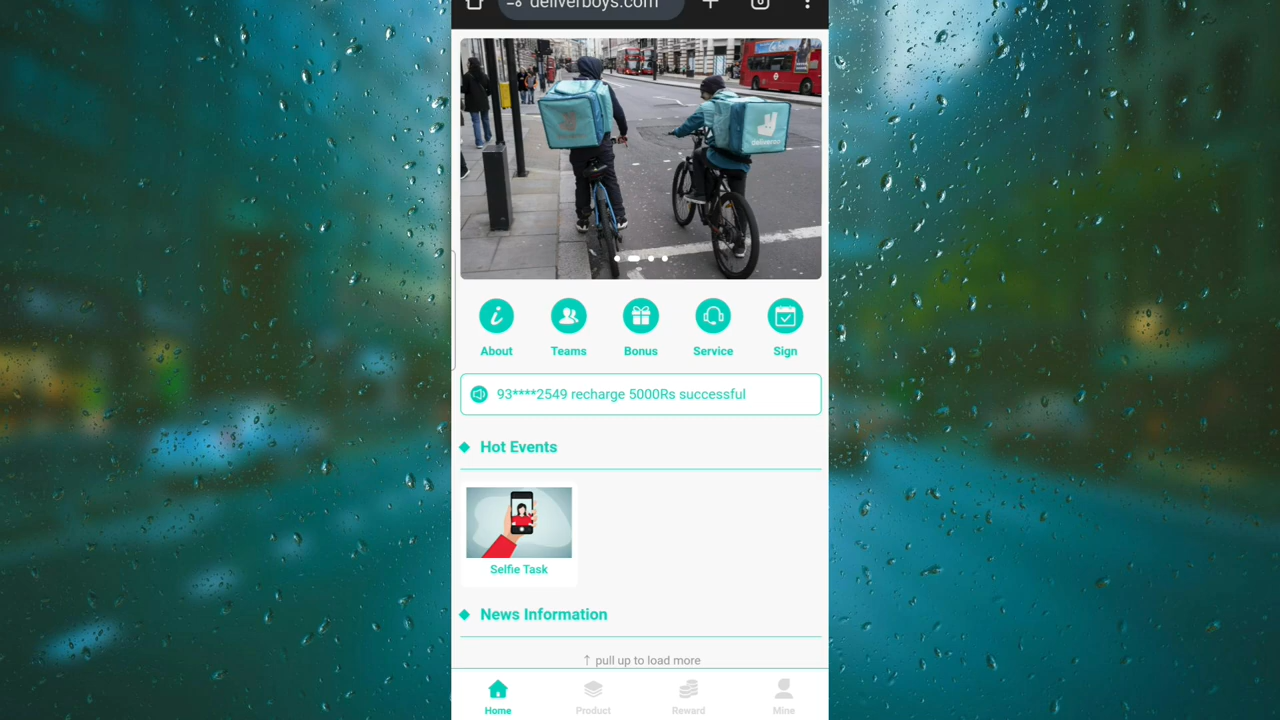 deliverboys.com
deliveroo
About
Teams
Bonus
Service
Sign
93****2549 recharge 5000Rs successful
Hot Events
Selfie Task
News Information
↑ pull up to load more
Home
Product
Reward
Mine